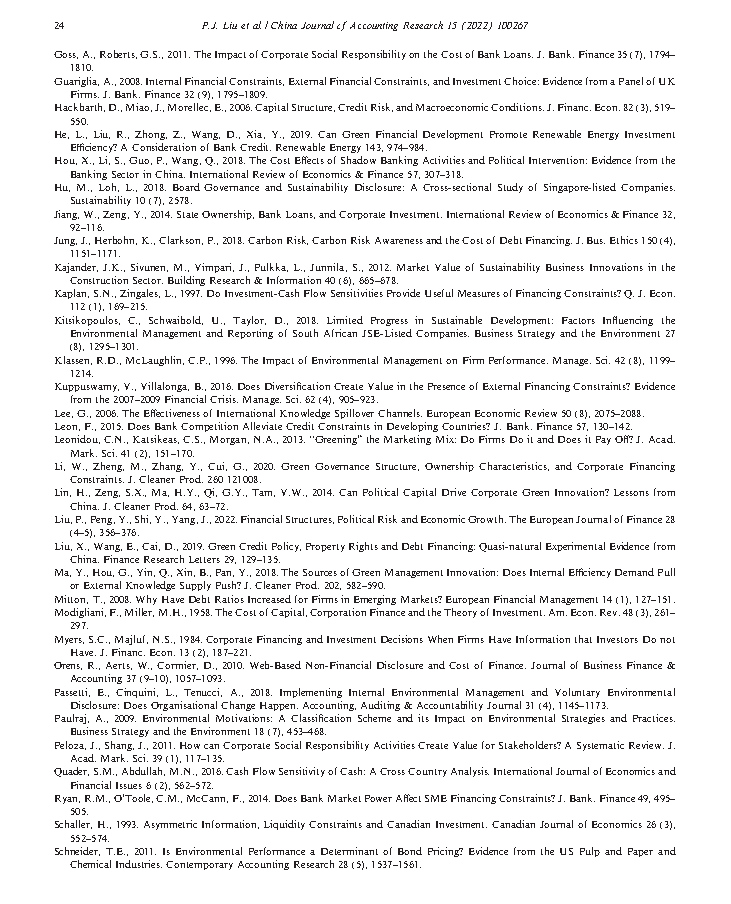 24
P.J. Liu et al. / China Journal of Accounting Research 15 (2022) 100267
Goss, A., Roberts, G.S., 2011. The Impact of Corporate Social Responsibility on the Cost of Bank Loans. J. Bank. Finance 35 (7), 1794–
1810.
Guariglia, A., 2008. Internal Financial Constraints, External Financial Constraints, and Investment Choice: Evidence from a Panel of UK
Firms. J. Bank. Finance 32 (9), 1795–1809.
Hackbarth, D., Miao, J., Morellec, E., 2006. Capital Structure, Credit Risk, and Macroeconomic Conditions. J. Financ. Econ. 82 (3), 519–
550.
He, L., Liu, R., Zhong, Z., Wang, D., Xia, Y., 2019. Can Green Financial Development Promote Renewable Energy Investment
Efficiency? A Consideration of Bank Credit. Renewable Energy 143, 974–984.
Hou, X., Li, S., Guo, P., Wang, Q., 2018. The Cost Effects of Shadow Banking Activities and Political Intervention: Evidence from the
Banking Sector in China. International Review of Economics & Finance 57, 307–318.
Hu, M., Loh, L., 2018. Board Governance and Sustainability Disclosure: A Cross-sectional Study of Singapore-listed Companies.
Sustainability 10 (7), 2578.
Jiang, W., Zeng, Y., 2014. State Ownership, Bank Loans, and Corporate Investment. International Review of Economics & Finance 32,
92–116.
Jung, J., Herbohn, K., Clarkson, P., 2018. Carbon Risk, Carbon Risk Awareness and the Cost of Debt Financing. J. Bus. Ethics 150 (4),
1151–1171.
Kajander, J.K., Sivunen, M., Vimpari, J., Pulkka, L., Junnila, S., 2012. Market Value of Sustainability Business Innovations in the
Construction Sector. Building Research & Information 40 (6), 665–678.
Kaplan, S.N., Zingales, L., 1997. Do Investment-Cash Flow Sensitivities Provide Useful Measures of Financing Constraints? Q. J. Econ.
112 (1), 169–215.
Kitsikopoulos, C., Schwaibold, U., Taylor, D., 2018. Limited Progress in Sustainable Development: Factors Influencing the
Environmental Management and Reporting of South African JSE-Listed Companies. Business Strategy and the Environment 27
(8), 1295–1301.
Klassen, R.D., McLaughlin, C.P., 1996. The Impact of Environmental Management on Firm Performance. Manage. Sci. 42 (8), 1199–
1214.
Kuppuswamy, V., Villalonga, B., 2016. Does Diversification Create Value in the Presence of External Financing Constraints? Evidence
from the 2007–2009 Financial Crisis. Manage. Sci. 62 (4), 905–923.
Lee, G., 2006. The Effectiveness of International Knowledge Spillover Channels. European Economic Review 50 (8), 2075–2088.
Leon, F., 2015. Does Bank Competition Alleviate Credit Constraints in Developing Countries? J. Bank. Finance 57, 130–142.
Leonidou, C.N., Katsikeas, C.S., Morgan, N.A., 2013. "Greening" the Marketing Mix: Do Firms Do it and Does it Pay Off? J. Acad.
Mark. Sci. 41 (2), 151–170.
Li, W., Zheng, M., Zhang, Y., Cui, G., 2020. Green Governance Structure, Ownership Characteristics, and Corporate Financing
Constraints. J. Cleaner Prod. 260 121008.
Lin, H., Zeng, S.X., Ma, H.Y., Qi, G.Y., Tam, V.W., 2014. Can Political Capital Drive Corporate Green Innovation? Lessons from
China. J. Cleaner Prod. 64, 63–72.
Liu, P., Peng, Y., Shi, Y., Yang, J., 2022. Financial Structures, Political Risk and Economic Growth. The European Journal of Finance 28
(4–5), 356–376.
Liu, X., Wang, E., Cai, D., 2019. Green Credit Policy, Property Rights and Debt Financing: Quasi-natural Experimental Evidence from
China. Finance Research Letters 29, 129–135.
Ma, Y., Hou, G., Yin, Q., Xin, B., Pan, Y., 2018. The Sources of Green Management Innovation: Does Internal Efficiency Demand Pull
or External Knowledge Supply Push? J. Cleaner Prod. 202, 582–590.
Mitton, T., 2008. Why Have Debt Ratios Increased for Firms in Emerging Markets? European Financial Management 14 (1), 127–151.
Modigliani, F., Miller, M.H., 1958. The Cost of Capital, Corporation Finance and the Theory of Investment. Am. Econ. Rev. 48 (3), 261–
297.
Myers, S.C., Majluf, N.S., 1984. Corporate Financing and Investment Decisions When Firms Have Information that Investors Do not
Have. J. Financ. Econ. 13 (2), 187–221.
Orens, R., Aerts, W., Cormier, D., 2010. Web-Based Non-Financial Disclosure and Cost of Finance. Journal of Business Finance &
Accounting 37 (9–10), 1057–1093.
Passetti, E., Cinquini, L., Tenucci, A., 2018. Implementing Internal Environmental Management and Voluntary Environmental
Disclosure: Does Organisational Change Happen. Accounting, Auditing & Accountability Journal 31 (4), 1145–1173.
Paulraj, A., 2009. Environmental Motivations: A Classification Scheme and its Impact on Environmental Strategies and Practices.
Business Strategy and the Environment 18 (7), 453–468.
Peloza, J., Shang, J., 2011. How can Corporate Social Responsibility Activities Create Value for Stakeholders? A Systematic Review. J.
Acad. Mark. Sci. 39 (1), 117–135.
Quader, S.M., Abdullah, M.N., 2016. Cash Flow Sensitivity of Cash: A Cross Country Analysis. International Journal of Economics and
Financial Issues 6 (2), 562–572.
Ryan, R.M., O'Toole, C.M., McCann, F., 2014. Does Bank Market Power Affect SME Financing Constraints? J. Bank. Finance 49, 495–
505.
Schaller, H., 1993. Asymmetric Information, Liquidity Constraints and Canadian Investment. Canadian Journal of Economics 26 (3),
552–574.
Schneider, T.E., 2011. Is Environmental Performance a Determinant of Bond Pricing? Evidence from the US Pulp and Paper and
Chemical Industries. Contemporary Accounting Research 28 (5), 1537–1561.